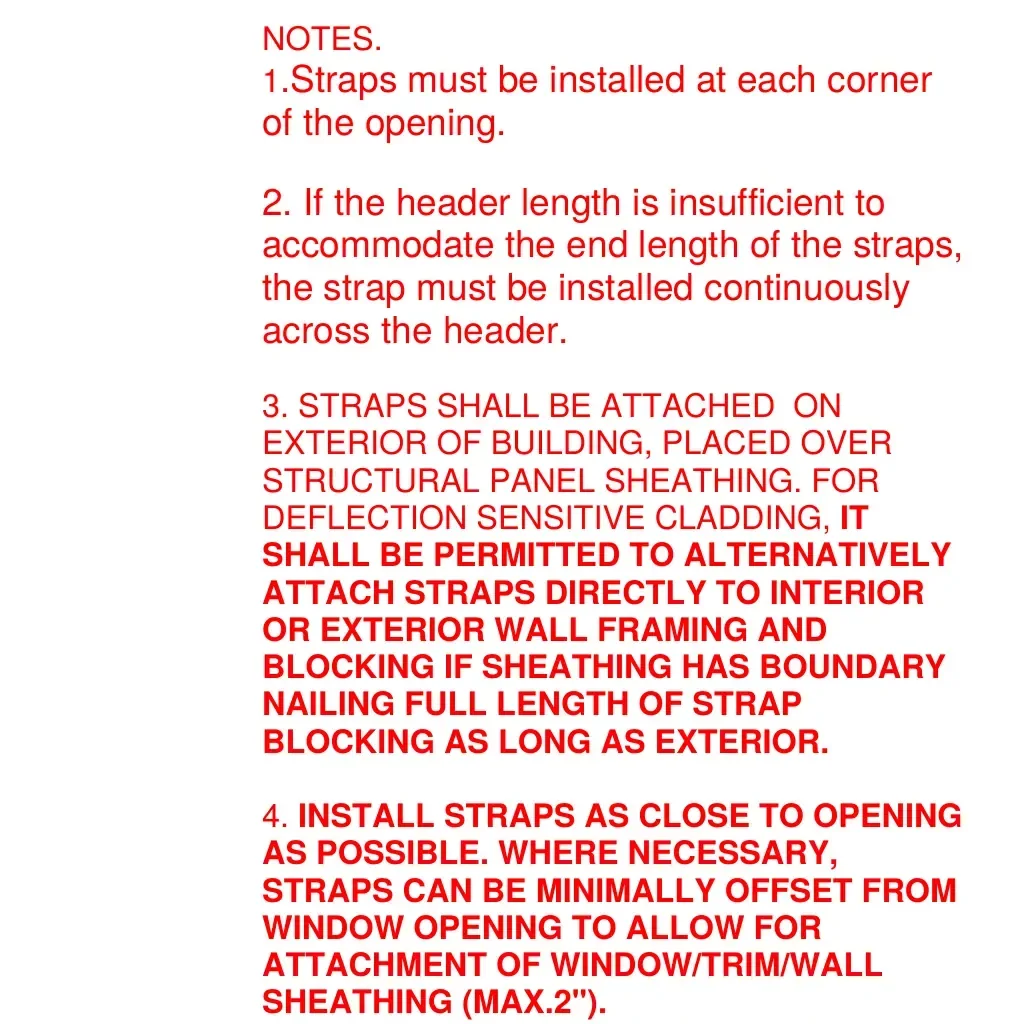 NOTES.
1.Straps must be installed at each corner
of the opening.
2. If the header length is insufficient to
accommodate the end length of the straps,
the strap must be installed continuously
across the header.
3. STRAPS SHALL BE ATTACHED  ON
EXTERIOR OF BUILDING, PLACED OVER
STRUCTURAL PANEL SHEATHING. FOR
DEFLECTION SENSITIVE CLADDING, IT
SHALL BE PERMITTED TO ALTERNATIVELY
ATTACH STRAPS DIRECTLY TO INTERIOR
OR EXTERIOR WALL FRAMING AND
BLOCKING IF SHEATHING HAS BOUNDARY
NAILING FULL LENGTH OF STRAP
BLOCKING AS LONG AS EXTERIOR.
4. INSTALL STRAPS AS CLOSE TO OPENING
AS POSSIBLE. WHERE NECESSARY,
STRAPS CAN BE MINIMALLY OFFSET FROM
WINDOW OPENING TO ALLOW FOR
ATTACHMENT OF WINDOW/TRIM/WALL
SHEATHING (MAX.2").